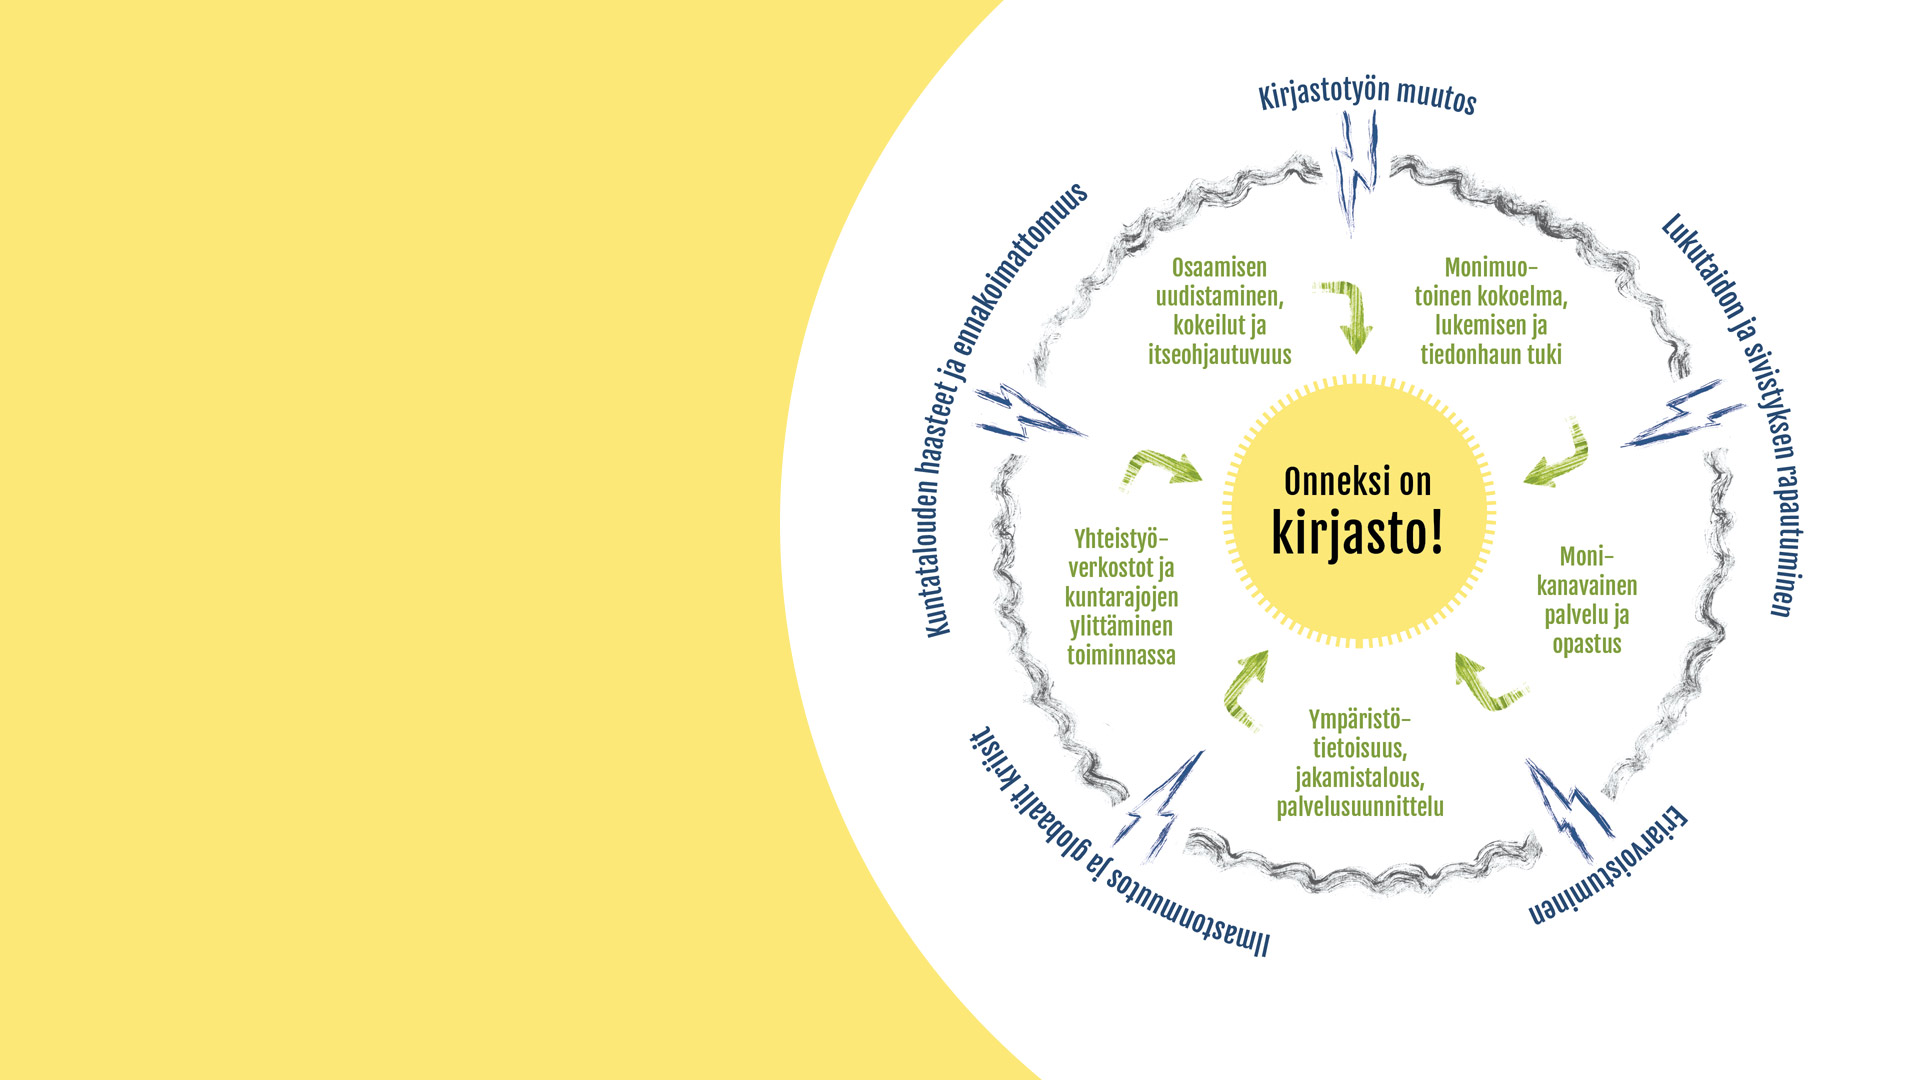 Kirjastotyön muutos
Lukutaidon ja sivistyksen rapautuminen
Eriarvoistuminen
Ilmastonmuutos ja globaalit kriisit
Kuntatalouden haasteet ja ennakoimattomuus
Osaamisen
uudistaminen,
kokeilut ja
itseohjautuvuus
Monimuo-
toinen kokoelma,
lukemisen ja
tiedonhaun tuki
Moni-
kanavainen
palvelu ja
opastus
Ympäristö-
tietoisuus,
jakamistalous,
palvelusuunnittelu
Yhteistyö-
verkostot ja
kuntarajojen
ylittäminen
toiminnassa
Onneksi on
kirjasto!